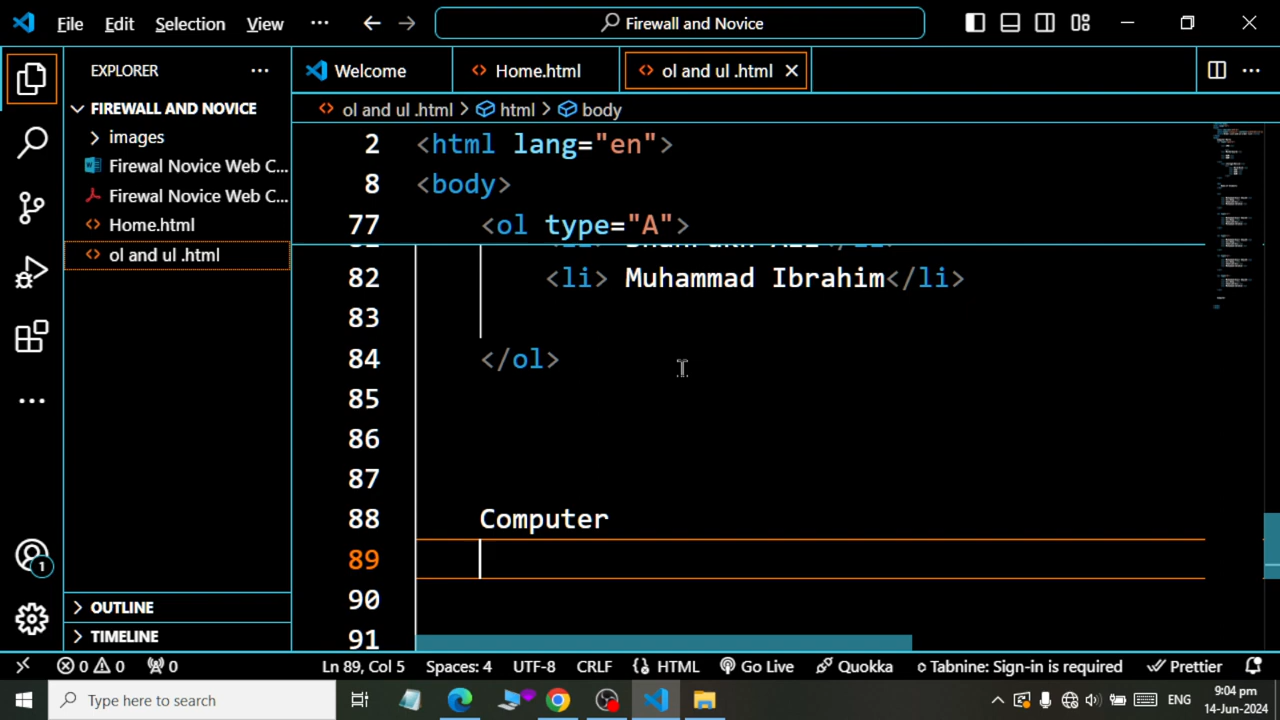 File Edit Selection View ··· Firewall and Novice
EXPLORER ··· Welcome Home.html ol and ul .html ···
FIREWALL AND NOVICE
images
Firewal Novice Web C...
Firewal Novice Web C...
Home.html
ol and ul .html
ol and ul .html > html > body
2 <html lang="en">
8 <body>
77 <ol type="A">
82 <li> Muhammad Ibrahim</li>
83
84 </ol>
85
86
87
88 Computer
89
90
91
1
OUTLINE
TIMELINE
0 0 0 Ln 89, Col 5 Spaces: 4 UTF-8 CRLF HTML Go Live Quokka Tabnine: Sign-in is required Prettier
Type here to search ENG 9:04 pm
14-Jun-2024